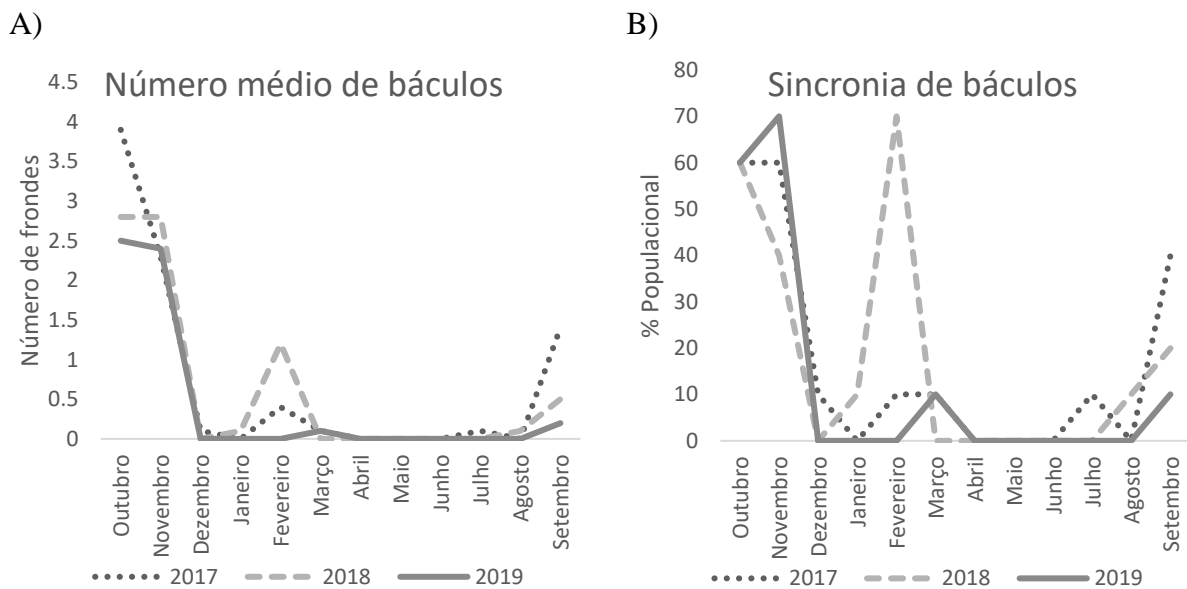 A)
Número médio de báculos
Número de frondes
4.5
4
3.5
3
2.5
2
1.5
1
0.5
0
Outubro
Novembro
Dezembro
Janeiro
Fevereiro
Março
Abril
Maio
Junho
Julho
Agosto
Setembro
2017
2018
2019
B)
Sincronia de báculos
% Populacional
80
70
60
50
40
30
20
10
0
Outubro
Novembro
Dezembro
Janeiro
Fevereiro
Março
Abril
Maio
Junho
Julho
Agosto
Setembro
2017
2018
2019